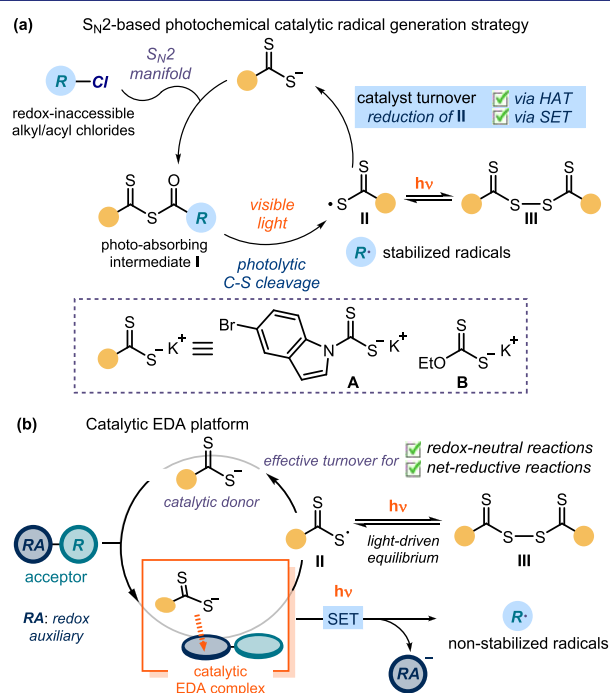 (a) S_N2-based photochemical catalytic radical generation strategy
R—Cl
S_N2
manifold
redox-inaccessible
alkyl/acyl chlorides
S
S⁻
catalyst turnover via HAT
reduction of II via SET
S
O
S
R
photo-absorbing
intermediate I
visible
light
photolytic
C-S cleavage
S
·S
II
hν
S S
S—S
III
R· stabilized radicals
S
S⁻ K⁺ ≡
Br
N
S
S⁻ K⁺
A
S
EtO
S⁻ K⁺
B
(b) Catalytic EDA platform
S
S⁻
catalytic donor
effective turnover for
redox-neutral reactions
net-reductive reactions
RA R
acceptor
RA: redox
auxiliary
S
S·
II
hν
light-driven
equilibrium
S S
S—S
III
S
S⁻
catalytic
EDA complex
hν
SET
RA⁻
R·
non-stabilized radicals